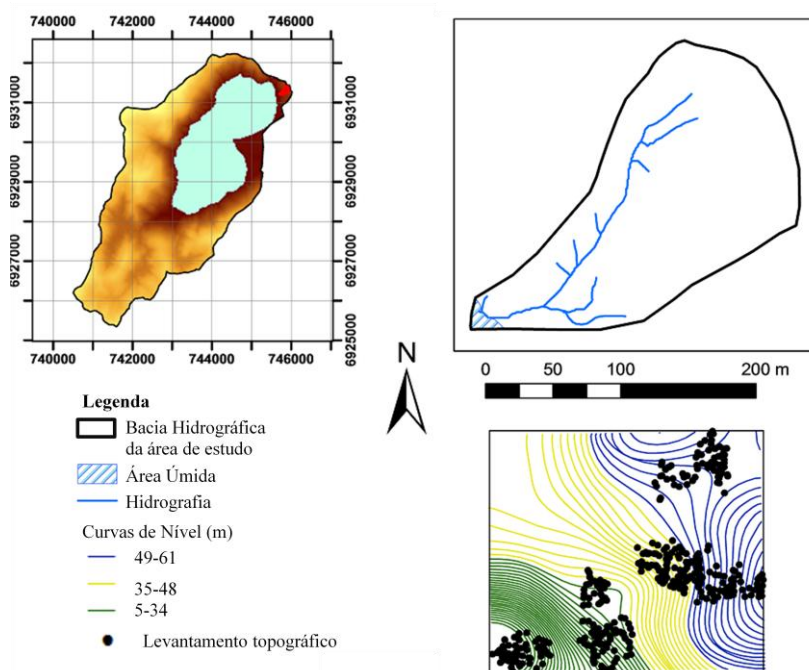 740000 742000 744000 746000
6931000
6929000
6927000
6925000
6931000
6929000
6927000
6925000
740000 742000 744000 746000
N
0 50 100 200 m
Legenda
Bacia Hidrográfica
da área de estudo
Área Úmida
Hidrografia
Curvas de Nível (m)
49-61
35-48
5-34
Levantamento topográfico